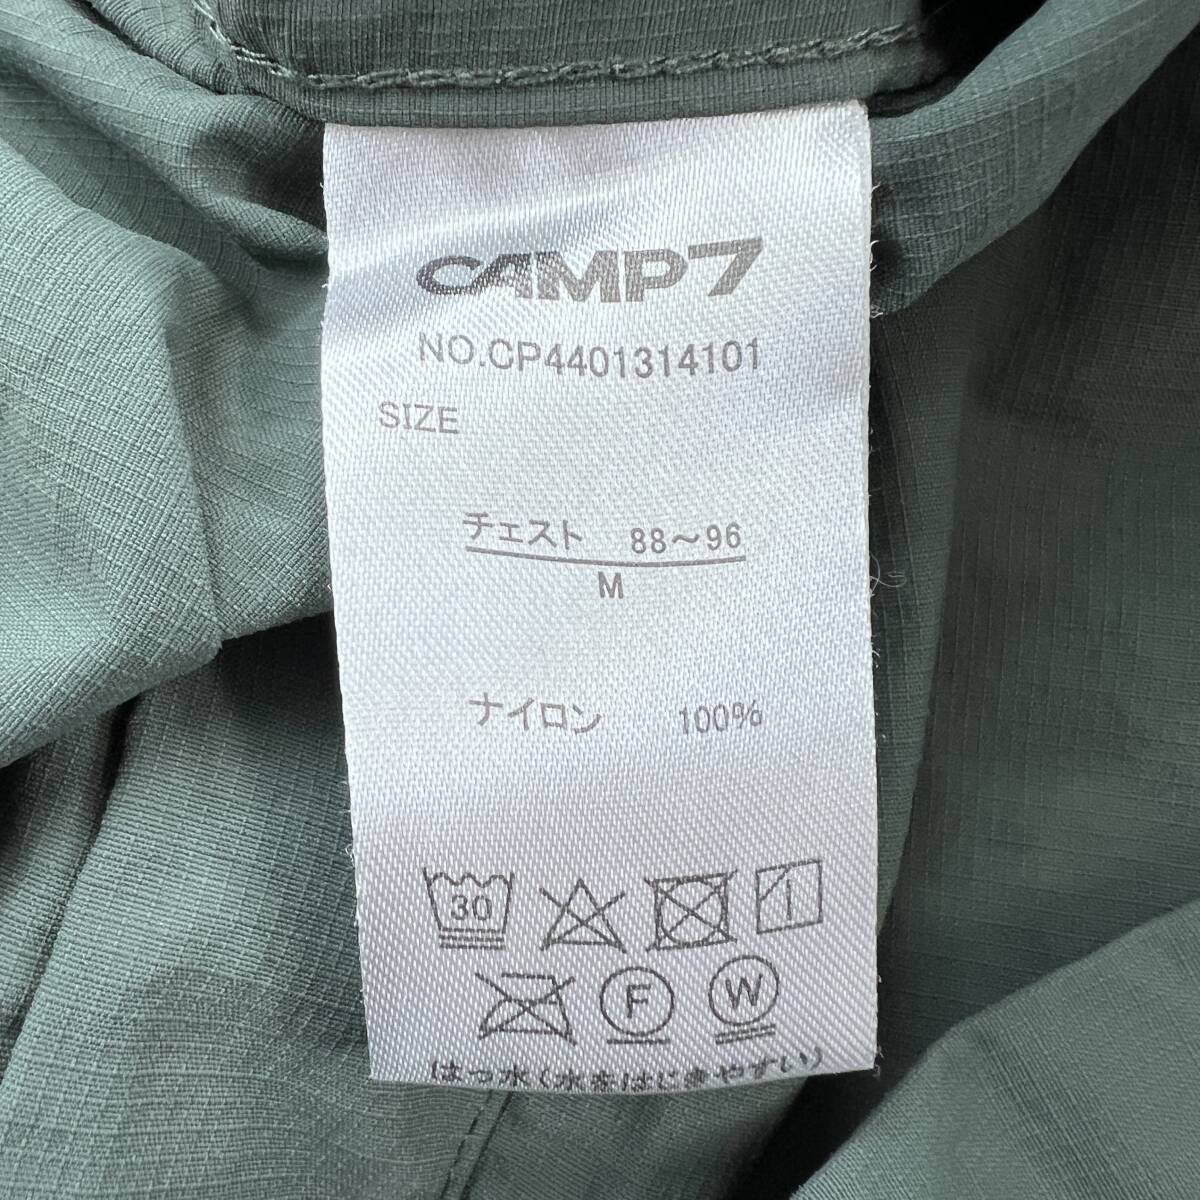 CAMP7
NO.CP4401314101
SIZE
チェスト 88～96
M
ナイロン 100%
30
F W
はっ水(水をはじきやすい)